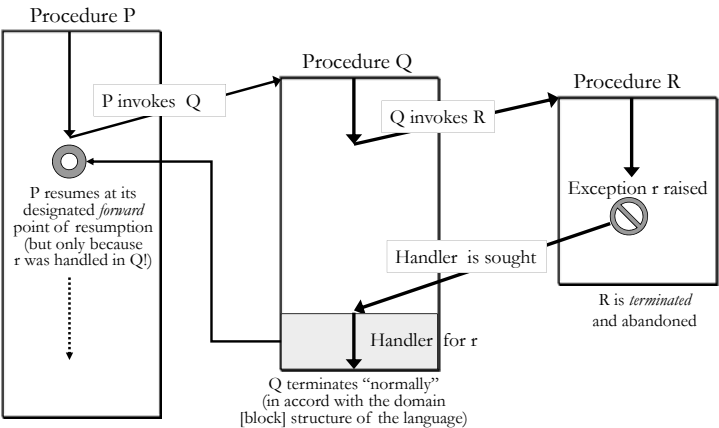 Procedure P
P invokes Q
P resumes at its
designated forward
point of resumption
(but only because
r was handled in Q!)
Procedure Q
Q invokes R
Handler is sought
Handler for r
Q terminates “normally”
(in accord with the domain
[block] structure of the language)
Procedure R
Exception r raised
R is terminated
and abandoned